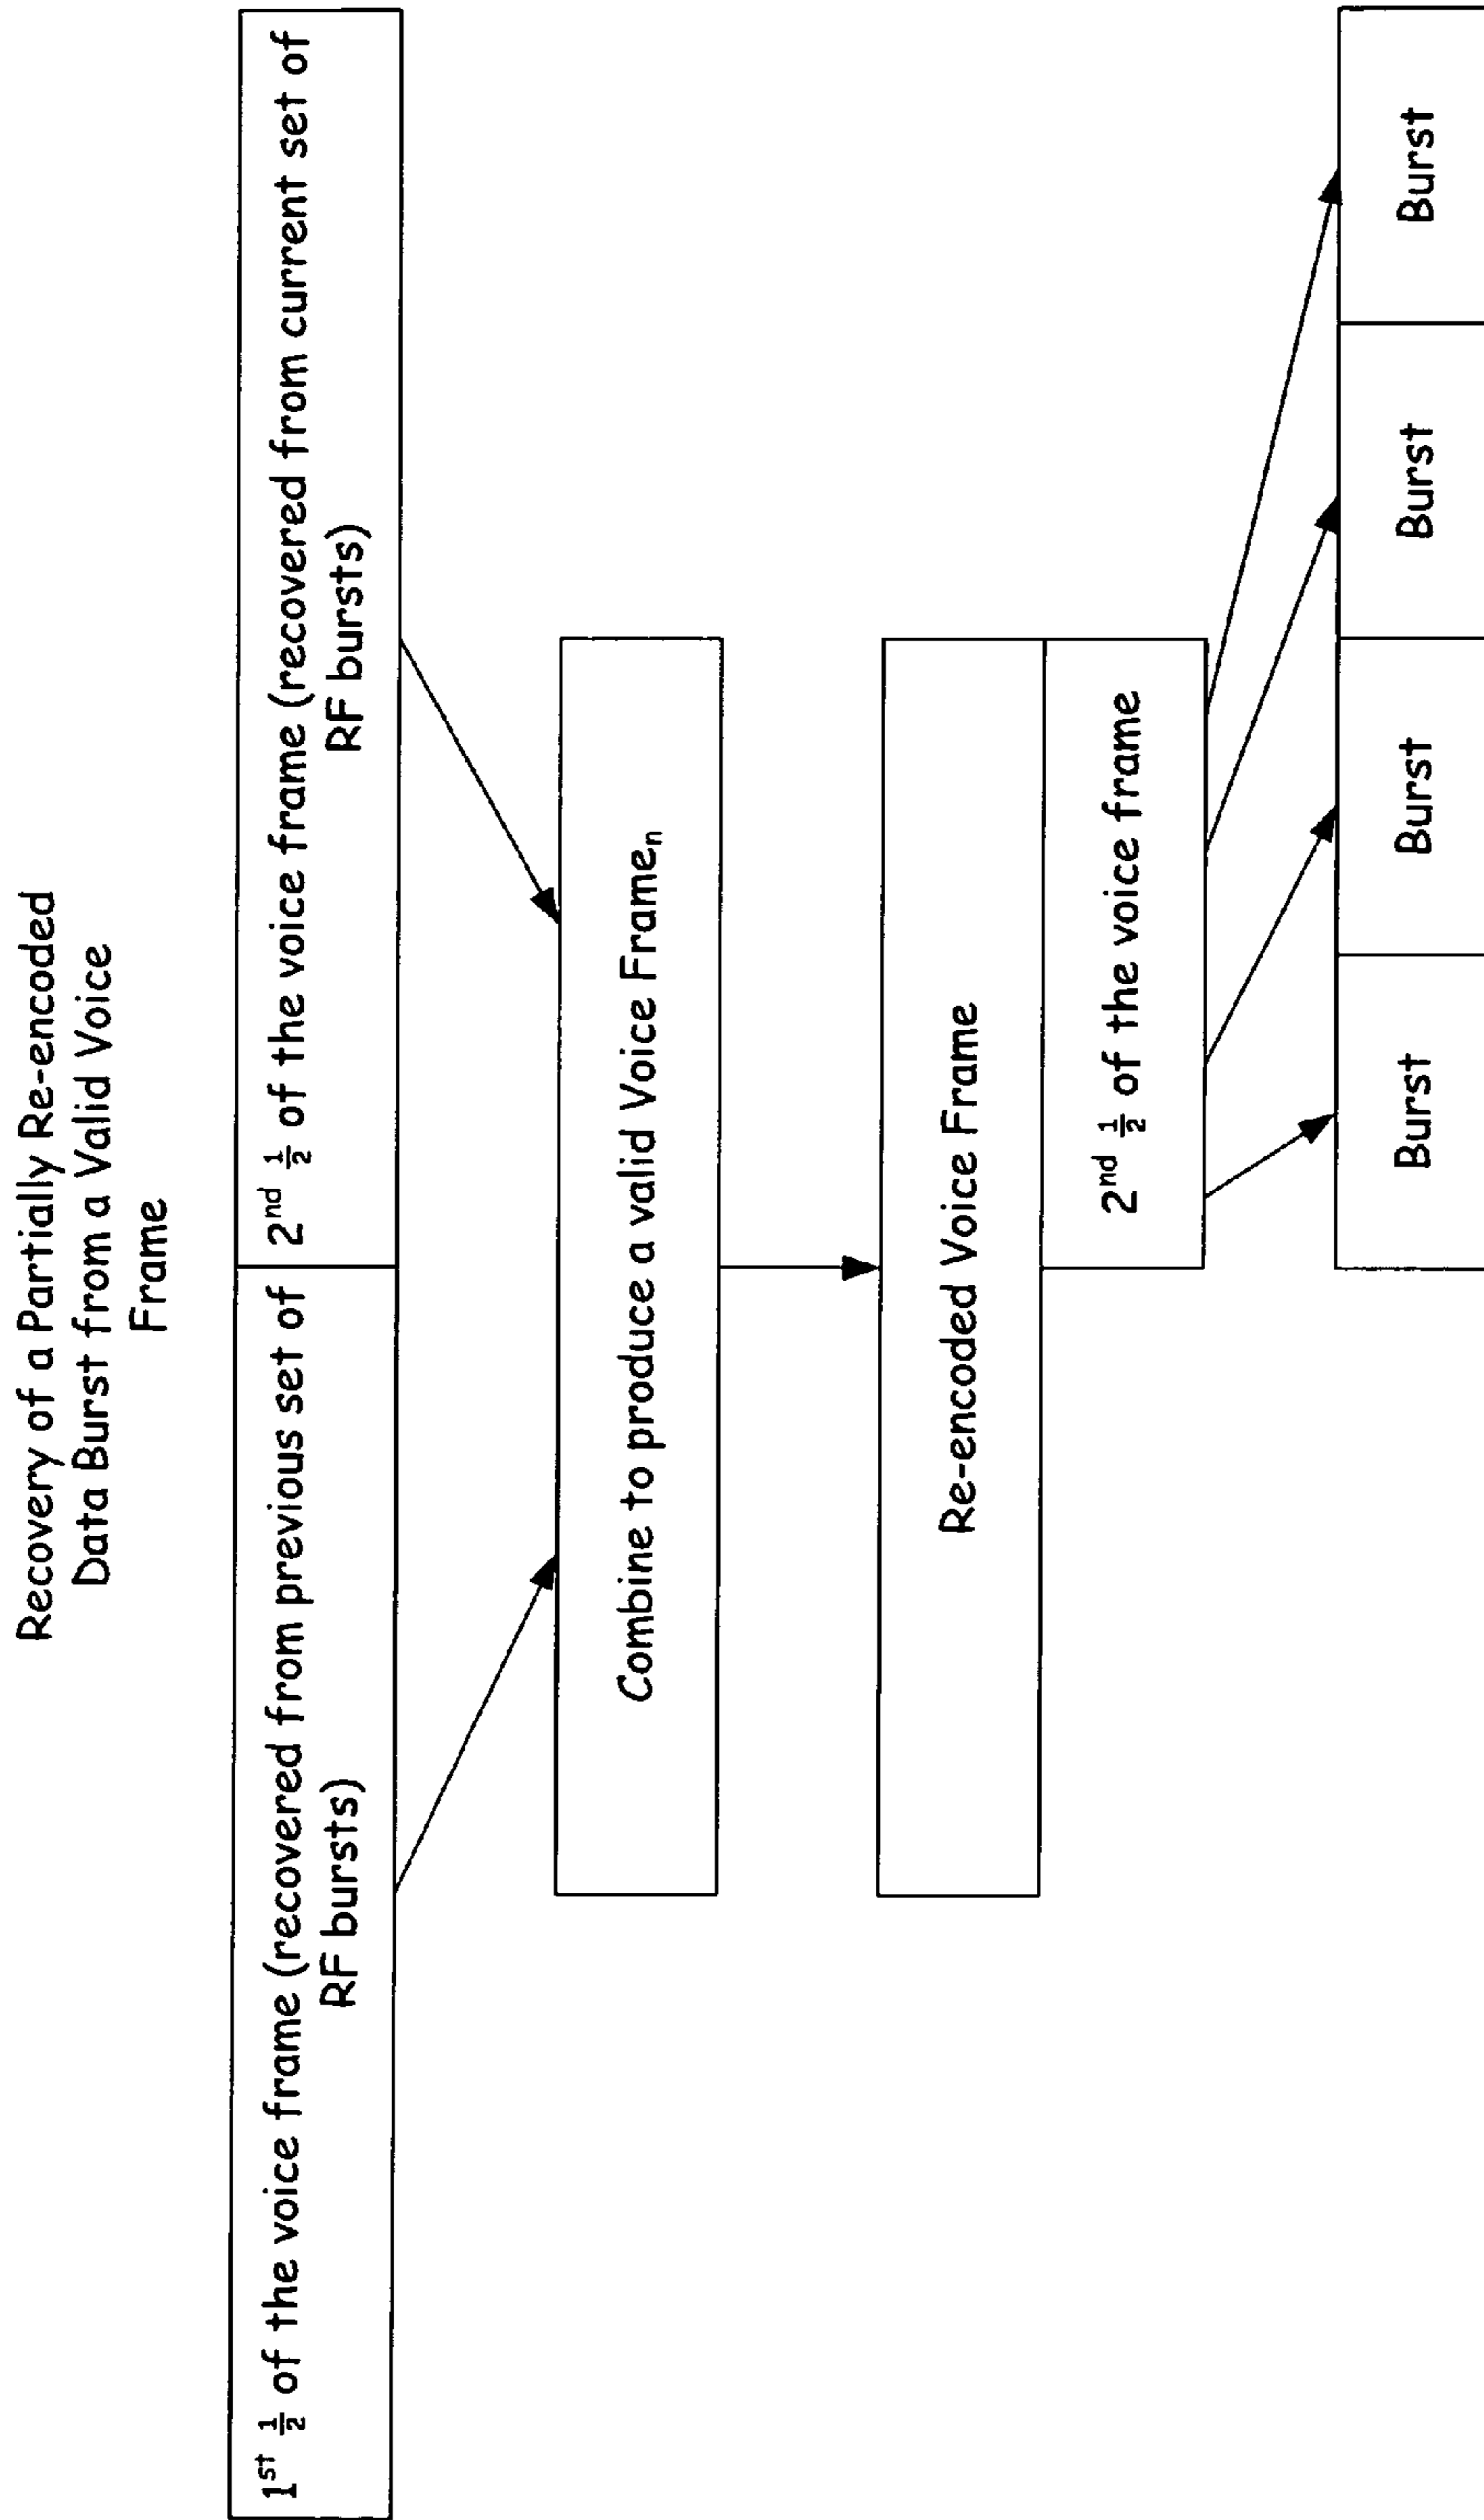 Recovery of a Partially Re-encoded
Data Burst from a Valid Voice
Frame
1st 1/2 of the voice frame (recovered from previous set of
RF bursts)
2nd 1/2 of the voice frame (recovered from current set of
RF bursts)
Combine to produce a valid Voice Framen
Re-encoded Voice Frame
2nd 1/2 of the voice frame
Burst
Burst
Burst
Burst